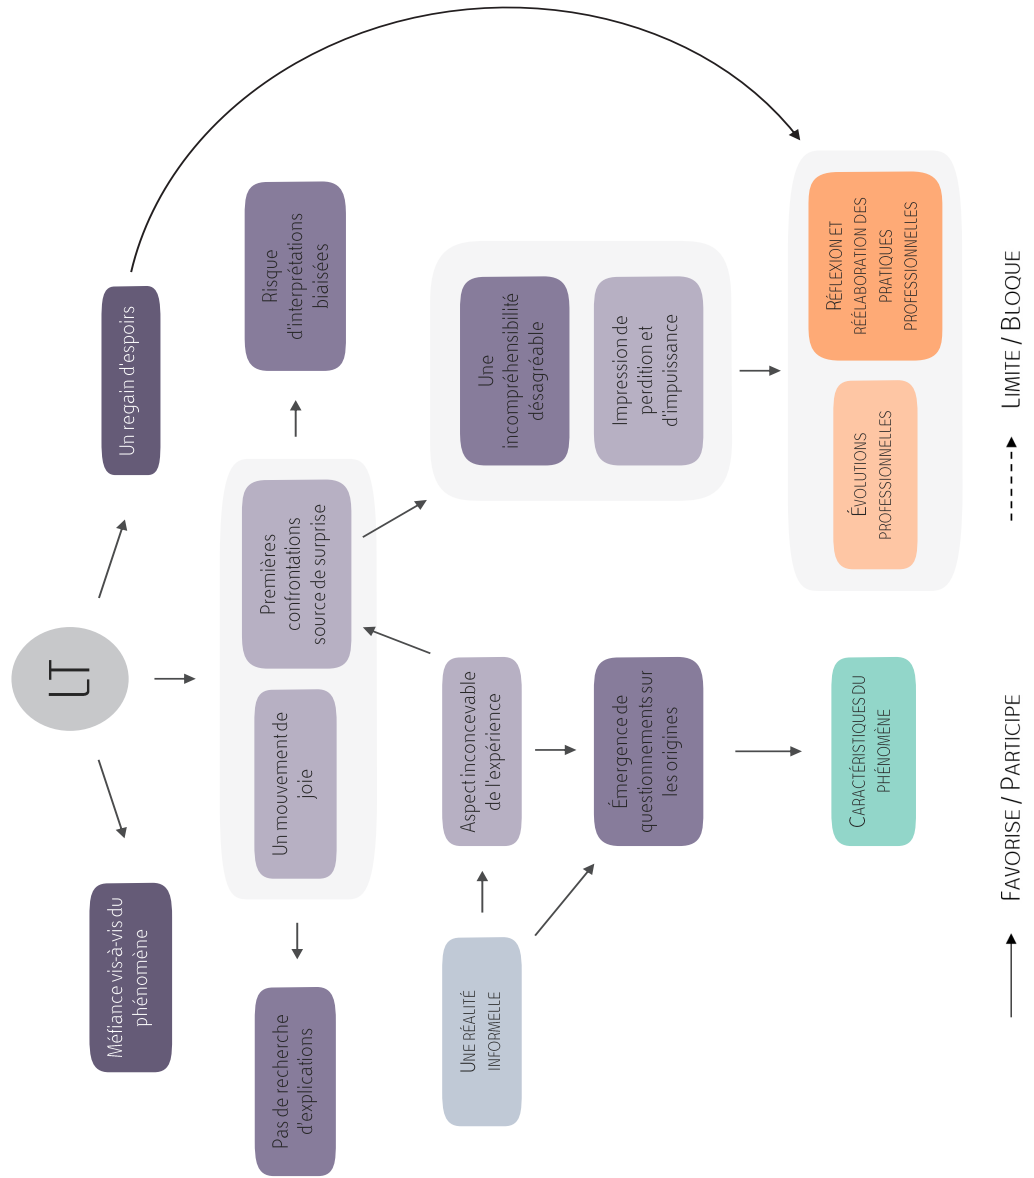 LT
Méfiance vis-à-vis du
phénomène
Un regain d'espoirs
Pas de recherche
d'explications
Un mouvement de
joie
Premières
confrontations
source de surprise
Risque
d'interprétations
biaisées
Une réalité
informelle
Aspect inconcevable
de l'expérience
Émergence de
questionnements sur
les origines
Une
incompréhensibilité
désagréable
Impression de
perdition et
d'impuissance
Caractéristiques du
phénomène
Évolutions
professionnelles
Réflexion et
réélaboration des
pratiques
professionnelles
Favorise / Participe
Limite / Bloque